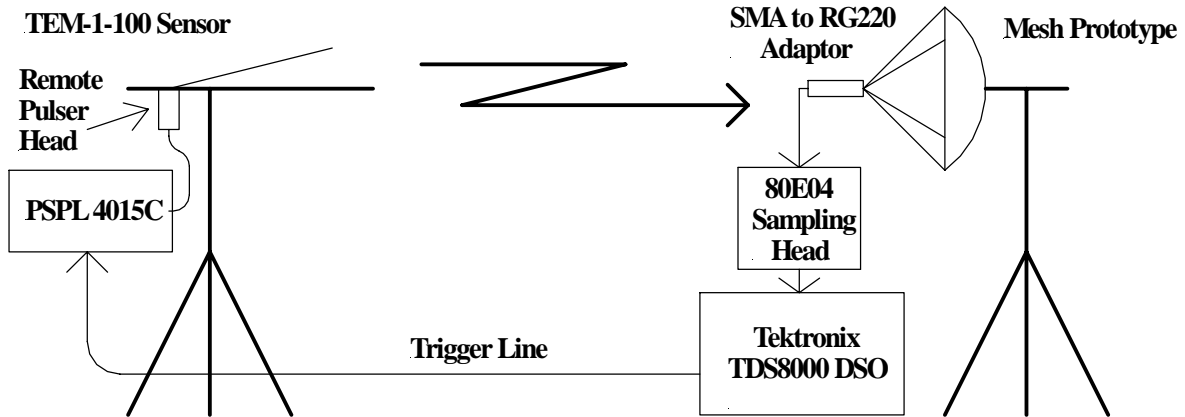 TEM-1-100 Sensor
SMA to RG220
Adaptor
Mesh Prototype
Remote
Pulser
Head
PSPL 4015C
80E04
Sampling
Head
Tektronix
TDS8000 DSO
Trigger Line